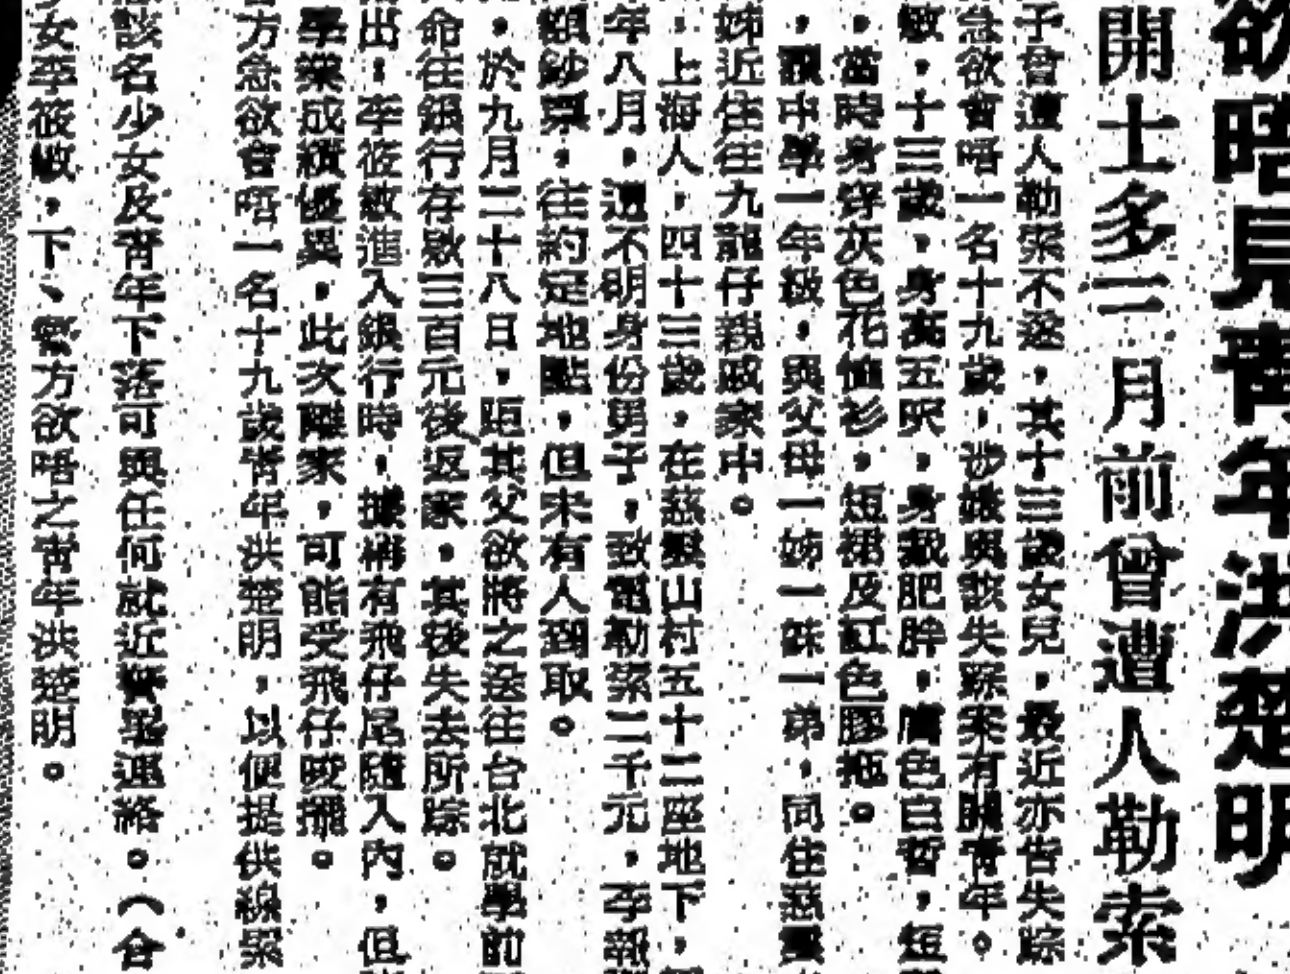 欲晤見青年洪楚明
開士多三月前曾遭人勒索
子曾遭人勒索不遂，其十三歲女兒，最近亦告失踪
急欲會晤一名十九歲，涉嫌與該失踪案有關青年。
敏，十三歲，身高五呎，身裁肥胖，膚色白皙，短
，當時身穿灰色花恤衫，短裙及紅色膠拖。
，現中學一年級，與父母一姊一妹一弟，同住慈雲
姊近住往九龍仔親戚家中。
：上海人，四十三歲，在慈雲山村五十二座地下，
年八月，遭不明身份男子，致電勒索二千元，李報
額鈔票，往約定地點，但未有人到取。
，於九月二十八日，距其父欲將之送往台北就學前
命往銀行存欵三百元後返家，其後失去所踪。
出：李筱敏進入銀行時，據稱有飛仔尾隨入內，但
學業成績優異，此次離家，可能受飛仔唆擺。
方急欲會晤一名十九歲青年洪楚明，以便提供線索
該名少女及青年下落可與任何就近警署連絡。（合
少女李筱敏，下、警方欲晤之青年洪楚明。